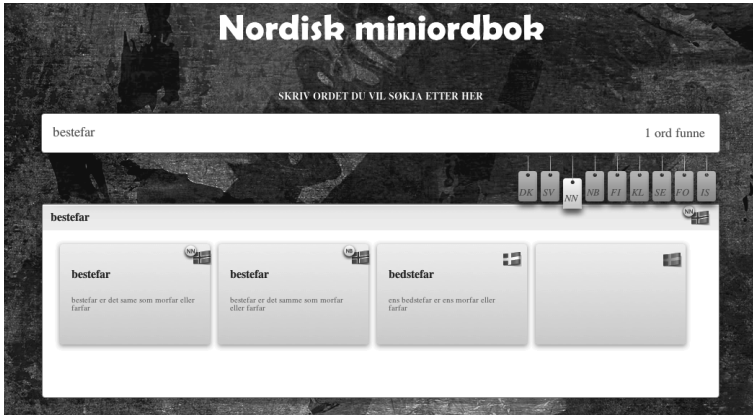 Nordisk miniordbok
SKRIV ORDET DU VIL SØKJA ETTER HER
bestefar 1 ord funne
DK SV NN NB FI KL SE FO IS
bestefar NN
NN NB
bestefar bestefar bedstefar
bestefar er det same som morfar eller
farfar
bestefar er det samme som morfar
eller farfar
ens bedstefar er ens morfar eller
farfar